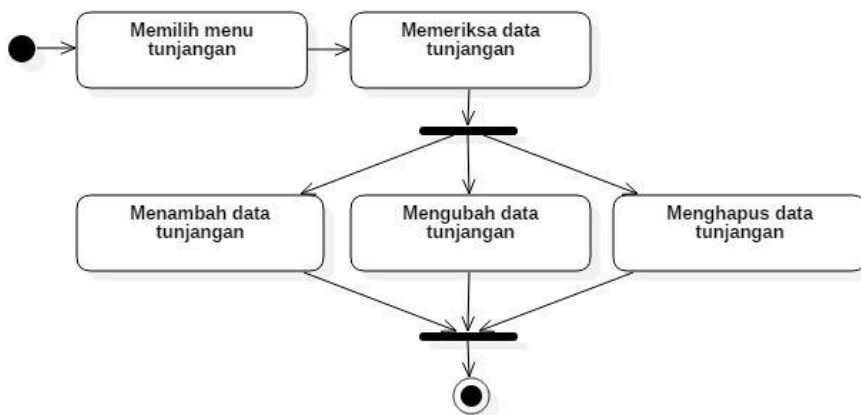 Memilih menu
tunjangan
Memeriksa data
tunjangan
Menambah data
tunjangan
Mengubah data
tunjangan
Menghapus data
tunjangan